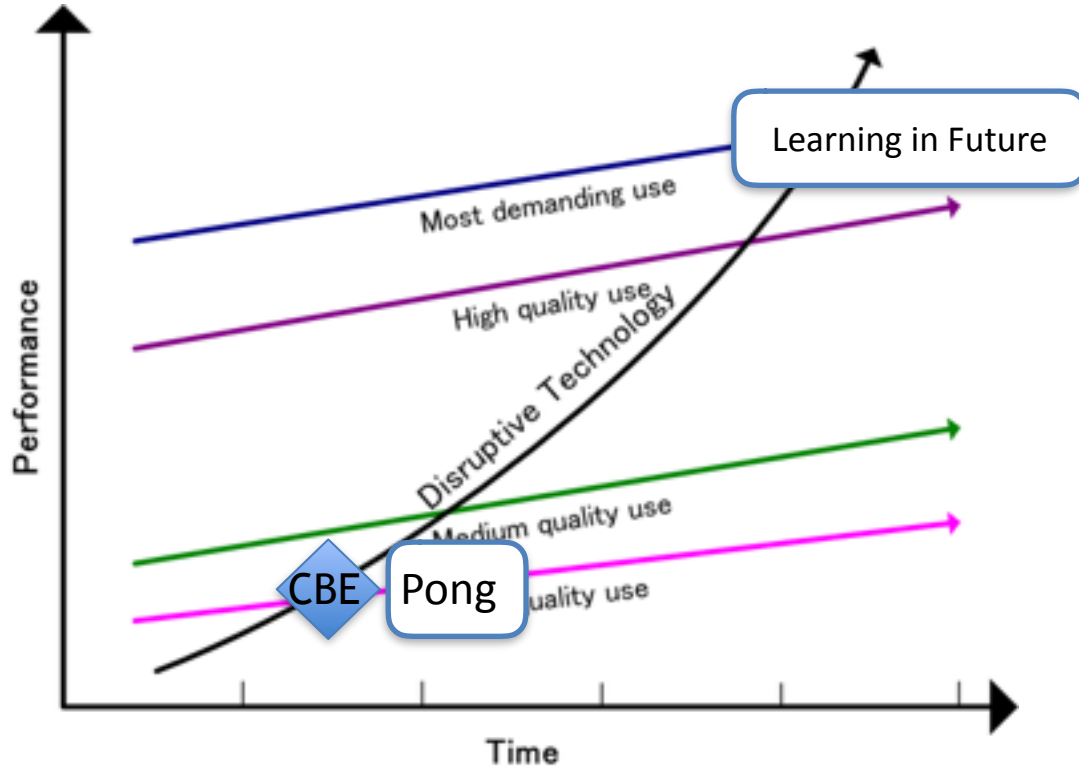 Learning in Future
Most demanding use
High quality use
Disruptive Technology
Medium quality use
CBE
Pong
uality use
Performance
Time